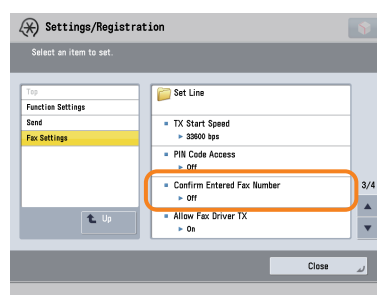 Settings/Registration
Select an item to set.
Top
Function Settings
Send
Fax Settings
Up
Set Line
TX Start Speed
33600 bps
PIN Code Access
Off
Confirm Entered Fax Number
Off
Allow Fax Driver TX
On
3/4
Close